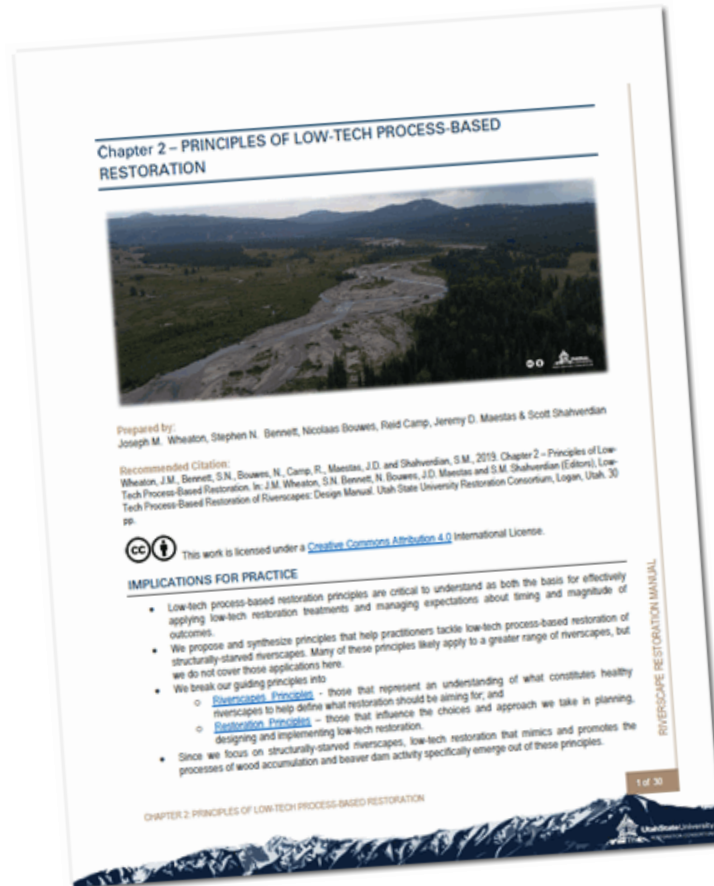 Chapter 2 – PRINCIPLES OF LOW-TECH PROCESS-BASED
RESTORATION
Prepared by:
Joseph M. Wheaton, Stephen N. Bennett, Nicolaas Bouwes, Reid Camp, Jeremy D. Maestas & Scott Shahverdian
Recommended Citation:
Wheaton, J.M., Bennett, S.N., Bouwes, N., Camp, R., Maestas, J.D. and Shahverdian, S.M., 2019. Chapter 2 – Principles of Low-
Tech Process-Based Restoration. In: J.M. Wheaton, S.N. Bennett, N. Bouwes, J.D. Maestas and S.M. Shahverdian (Editors), Low-
Tech Process-Based Restoration of Riverscapes: Design Manual. Utah State University Restoration Consortium, Logan, Utah. 30
pp.
cc This work is licensed under a Creative Commons Attribution 4.0 International License.
IMPLICATIONS FOR PRACTICE
• Low-tech process-based restoration principles are critical to understand as both the basis for effectively
applying low-tech restoration treatments and managing expectations about timing and magnitude of
outcomes.
• We propose and synthesize principles that help practitioners tackle low-tech process-based restoration of
structurally-starved riverscapes. Many of these principles likely apply to a greater range of riverscapes, but
we do not cover those applications here.
• We break our guiding principles into
o Riverscapes Principles - those that represent an understanding of what constitutes healthy
riverscapes to help define what restoration should be aiming for; and
o Restoration Principles – those that influence the choices and approach we take in planning,
designing and implementing low-tech restoration.
• Since we focus on structurally-starved riverscapes, low-tech restoration that mimics and promotes the
processes of wood accumulation and beaver dam activity specifically emerge out of these principles.
RIVERSCAPE RESTORATION MANUAL
1 of 30
CHAPTER 2: PRINCIPLES OF LOW-TECH PROCESS-BASED RESTORATION
UtahStateUniversity